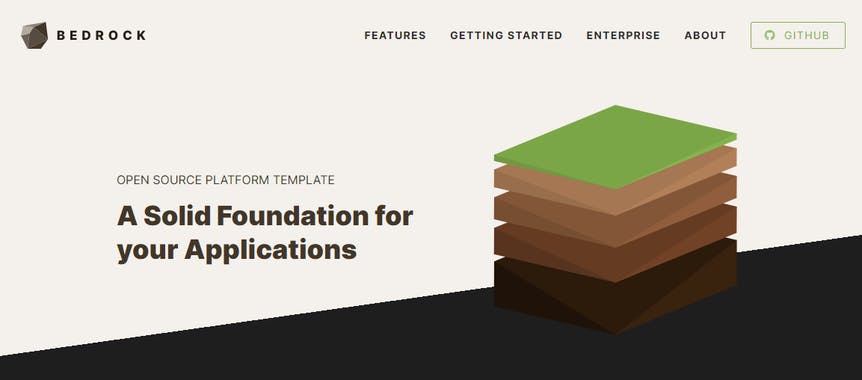 BEDROCK
FEATURES GETTING STARTED ENTERPRISE ABOUT GITHUB
OPEN SOURCE PLATFORM TEMPLATE
A Solid Foundation for
your Applications